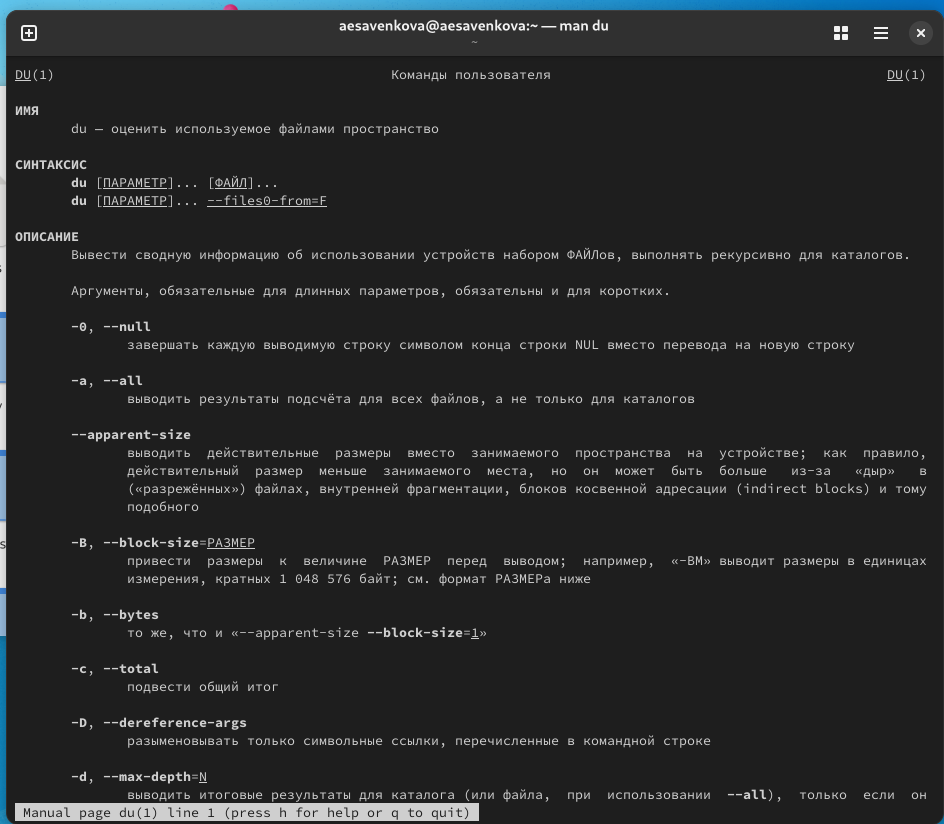 aesavenkova@aesavenkova:~ — man du
~
DU(1) Команды пользователя DU(1)
ИМЯ
du – оценить используемое файлами пространство
СИНТАКСИС
du [ПАРАМЕТР]... [ФАЙЛ]...
du [ПАРАМЕТР]... --files0-from=F
ОПИСАНИЕ
Вывести сводную информацию об использовании устройств набором ФАЙЛов, выполнять рекурсивно для каталогов.
Аргументы, обязательные для длинных параметров, обязательны и для коротких.
-0, --null
завершать каждую выводимую строку символом конца строки NUL вместо перевода на новую строку
-a, --all
выводить результаты подсчёта для всех файлов, а не только для каталогов
--apparent-size
выводить действительные размеры вместо занимаемого пространства на устройстве; как правило,
действительный размер меньше занимаемого места, но он может быть больше из-за «дыр» в
(«разрежённых») файлах, внутренней фрагментации, блоков косвенной адресации (indirect blocks) и тому
подобного
-B, --block-size=РАЗМЕР
привести размеры к величине РАЗМЕР перед выводом; например, «-BM» выводит размеры в единицах
измерения, кратных 1 048 576 байт; см. формат РАЗМЕРа ниже
-b, --bytes
то же, что и «--apparent-size --block-size=1»
-c, --total
подвести общий итог
-D, --dereference-args
разыменовывать только символьные ссылки, перечисленные в командной строке
-d, --max-depth=N
выводить итоговые результаты для каталога (или файла, при использовании --all), только если он
Manual page du(1) line 1 (press h for help or q to quit)